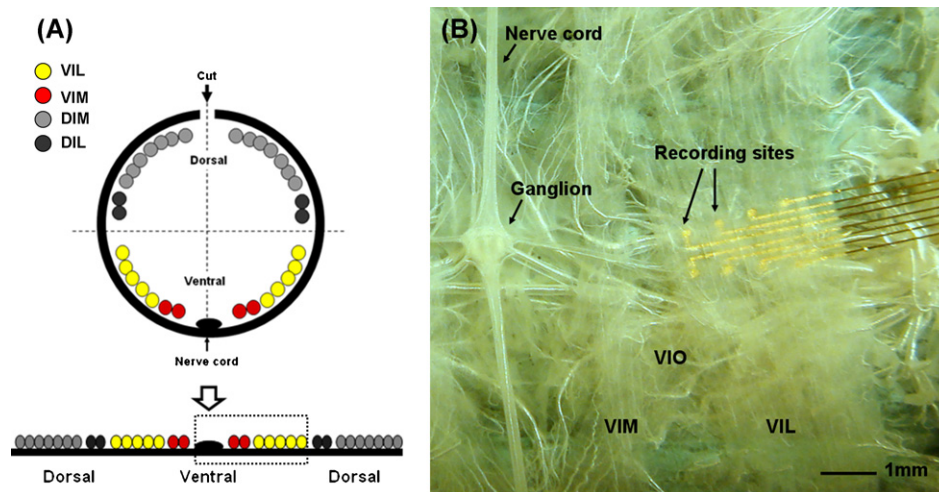 (A)
VIL
VIM
DIM
DIL
Cut
Dorsal
Ventral
Nerve cord
Dorsal
Ventral
Dorsal
(B)
Nerve cord
Ganglion
Recording sites
VIO
VIM
VIL
1mm